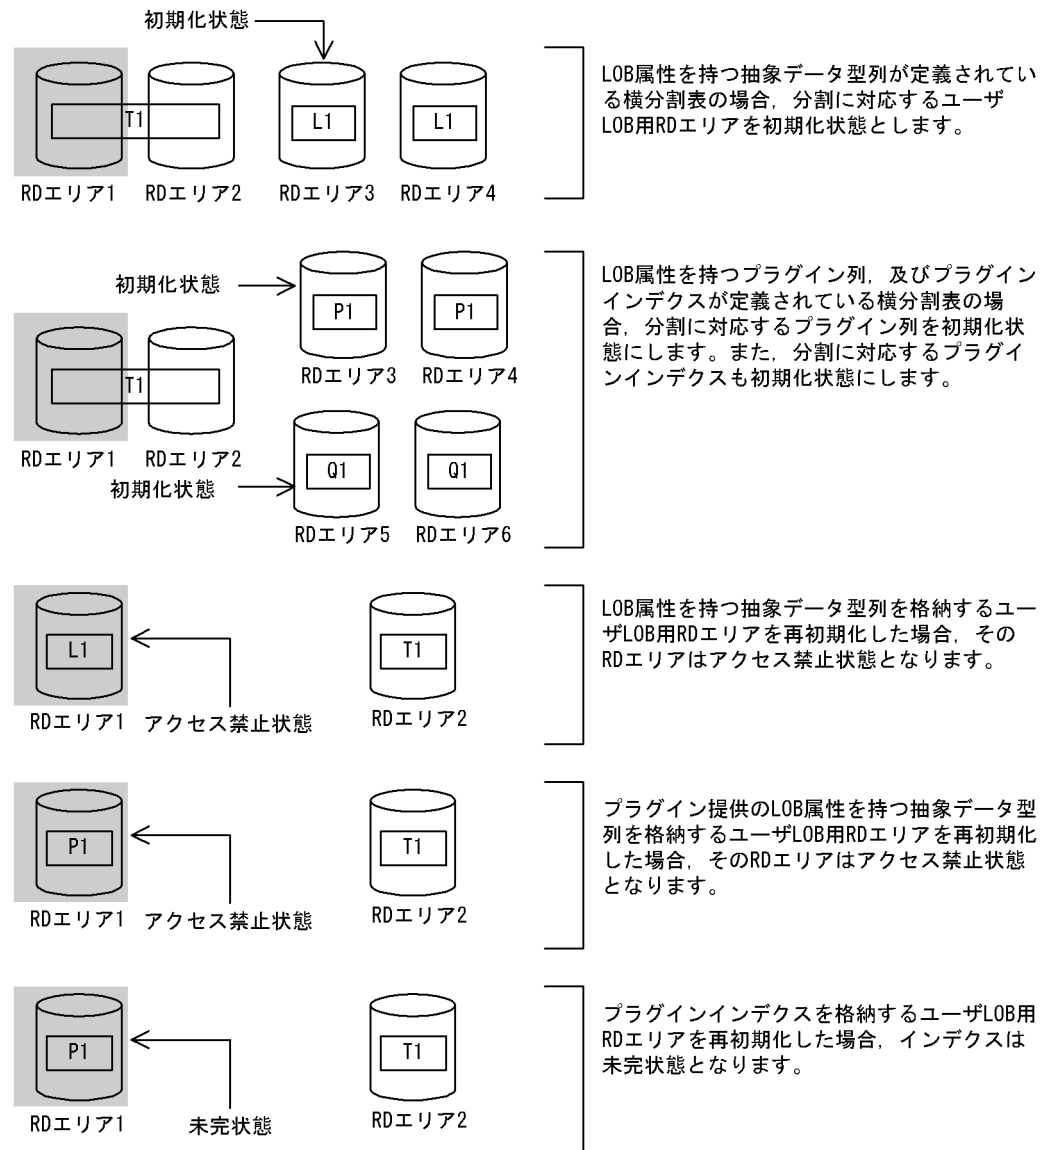 初期化状態
T1
L1
L1
RDエリア1
RDエリア2
RDエリア3
RDエリア4
LOB属性を持つ抽象データ型列が定義されてい
る横分割表の場合，分割に対応するユーザ
LOB用RDエリアを初期化状態とします。
初期化状態
P1
P1
RDエリア3
RDエリア4
T1
RDエリア1
RDエリア2
初期化状態
Q1
Q1
RDエリア5
RDエリア6
LOB属性を持つプラグイン列，及びプラグイン
インデクスが定義されている横分割表の場
合，分割に対応するプラグイン列を初期化状
態にします。また，分割に対応するプラグイ
ンインデクスも初期化状態にします。
L1
T1
RDエリア1
アクセス禁止状態
RDエリア2
LOB属性を持つ抽象データ型列を格納するユー
ザLOB用RDエリアを再初期化した場合，その
RDエリアはアクセス禁止状態となります。
P1
T1
RDエリア1
アクセス禁止状態
RDエリア2
プラグイン提供のLOB属性を持つ抽象データ型
列を格納するユーザLOB用RDエリアを再初期化
した場合，そのRDエリアはアクセス禁止状態
となります。
P1
T1
RDエリア1
未完状態
RDエリア2
プラグインインデクスを格納するユーザLOB用
RDエリアを再初期化した場合，インデクスは
未完状態となります。